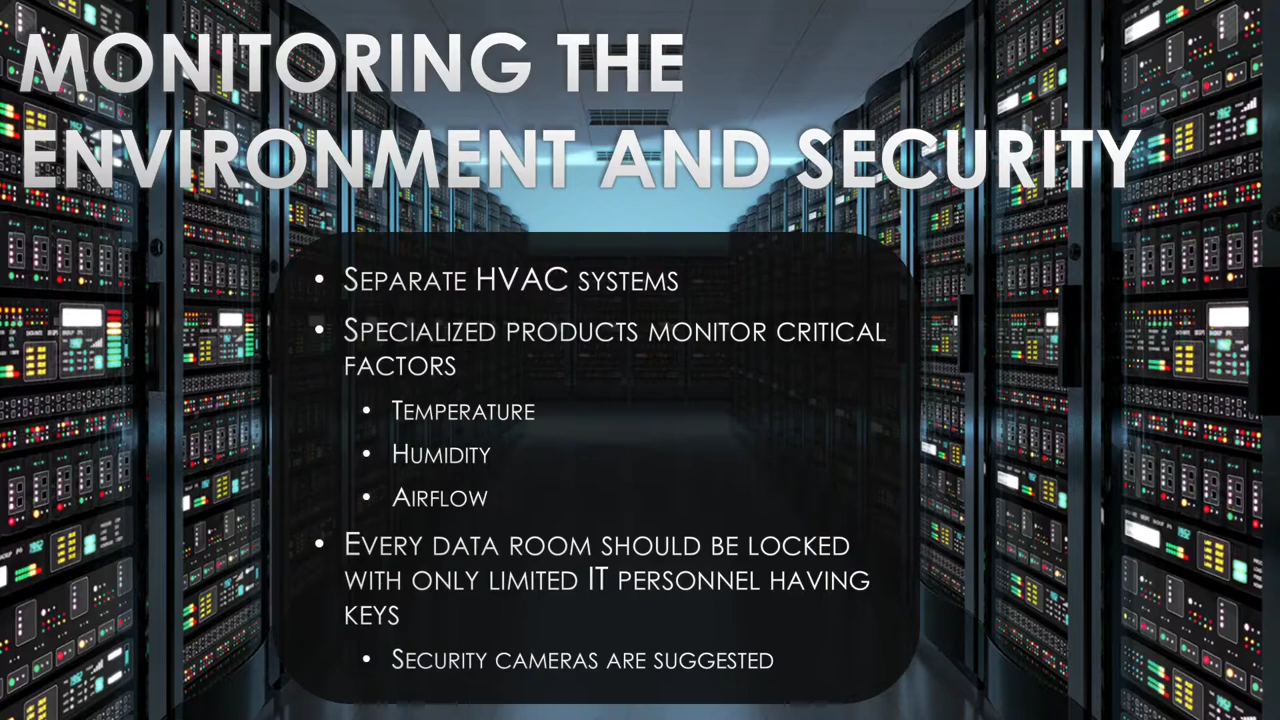 MONITORING THE
ENVIRONMENT AND SECURITY
• SEPARATE HVAC SYSTEMS
• SPECIALIZED PRODUCTS MONITOR CRITICAL
FACTORS
• TEMPERATURE
• HUMIDITY
• AIRFLOW
• EVERY DATA ROOM SHOULD BE LOCKED
WITH ONLY LIMITED IT PERSONNEL HAVING
KEYS
• SECURITY CAMERAS ARE SUGGESTED